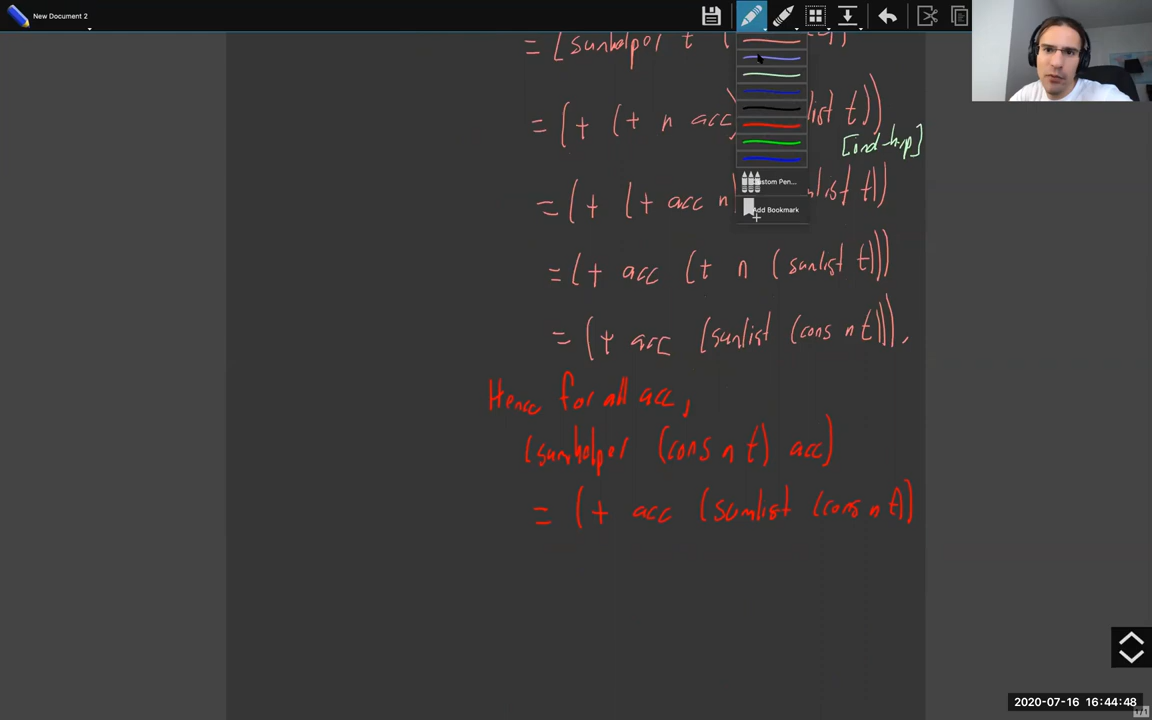 New Document 2
= (sumhelper t (
= (+ (+ n acc) list t))
[ind-hyp]
= (+ (+ acc n) list t))
= (+ acc (+ n (sumlist t)))
= (+ acc (sumlist (cons n t))).
Hence for all acc,
(sumhelper (cons n t) acc)
= (+ acc (sumlist (cons n t))
Custom Pen...
Add Bookmark
2020-07-16 16:44:48